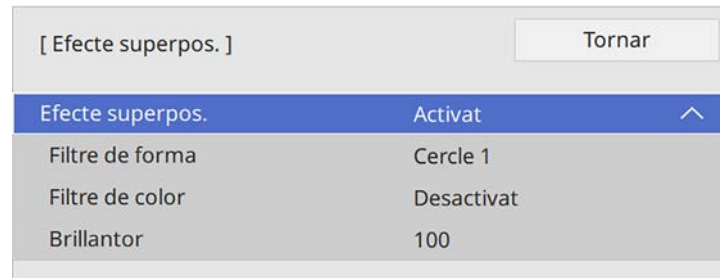 [ Efecte superpos. ] Tornar
Efecte superpos. Activat
Filtre de forma Cercle 1
Filtre de color Desactivat
Brillantor 100